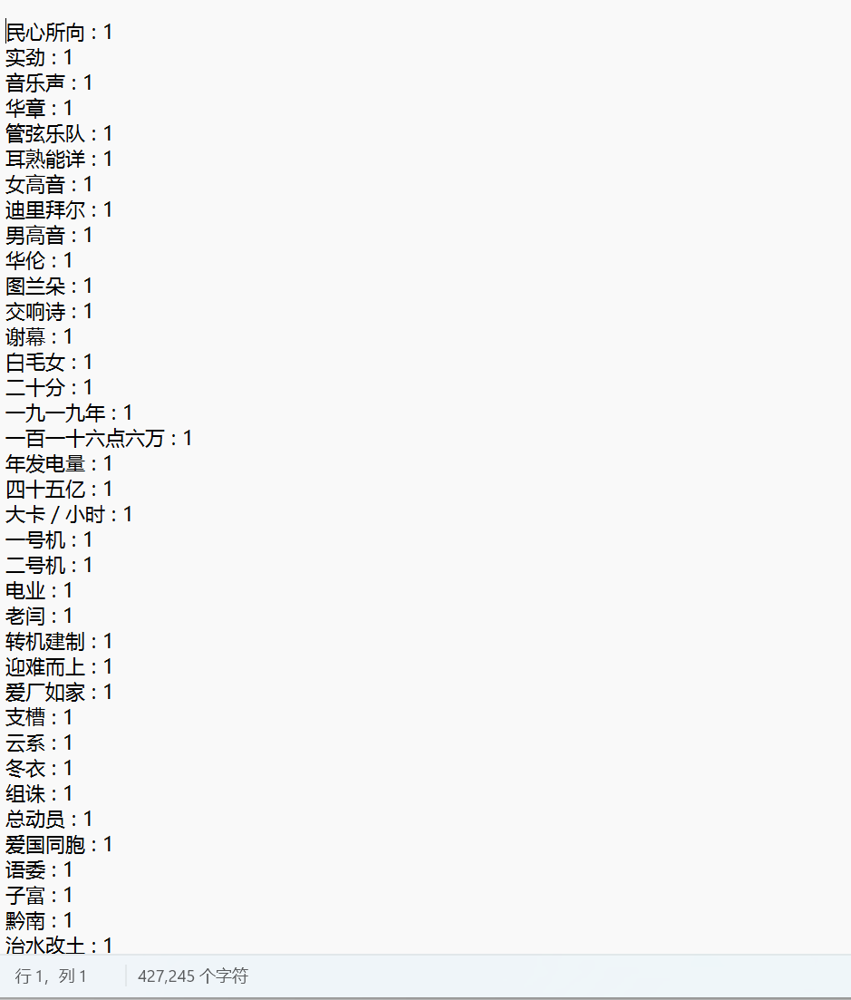 民心所向 : 1
实劲 : 1
音乐声 : 1
华章 : 1
管弦乐队 : 1
耳熟能详 : 1
女高音 : 1
迪里拜尔 : 1
男高音 : 1
华伦 : 1
图兰朵 : 1
交响诗 : 1
谢幕 : 1
白毛女 : 1
二十分 : 1
一九一九年 : 1
一百一十六点六万 : 1
年发电量 : 1
四十五亿 : 1
大卡／小时 : 1
一号机 : 1
二号机 : 1
电业 : 1
老闫 : 1
转机建制 : 1
迎难而上 : 1
爱厂如家 : 1
支槽 : 1
云系 : 1
冬衣 : 1
组诛 : 1
总动员 : 1
爱国同胞 : 1
语委 : 1
子富 : 1
黔南 : 1
治水改土 : 1
行 1，列 1 427,245 个字符